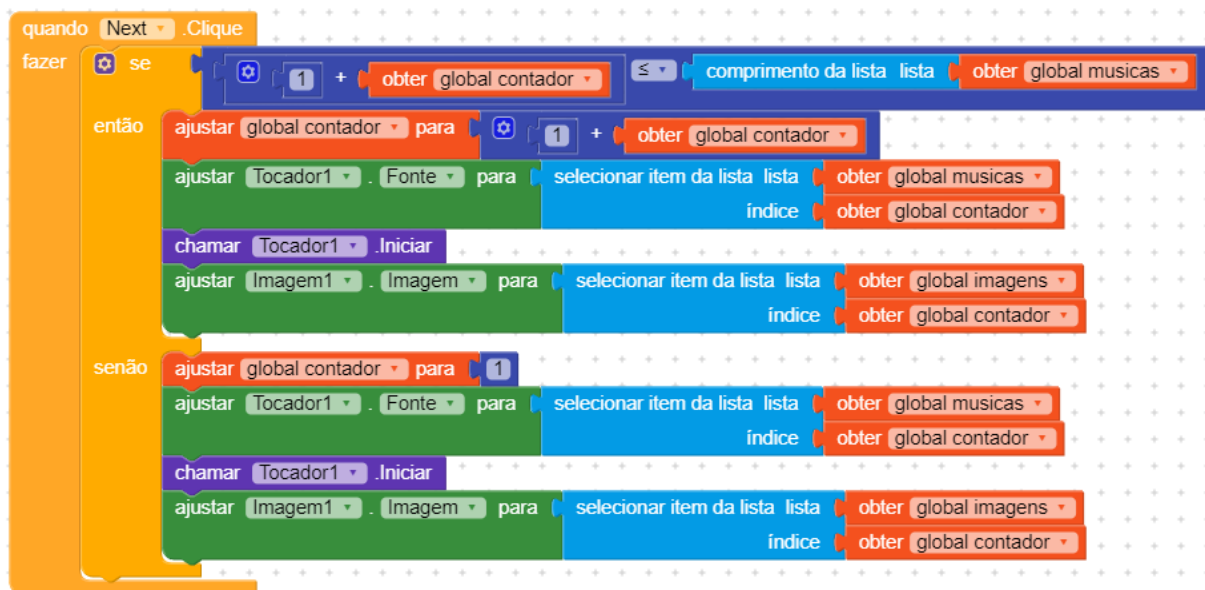 quando Next .Clique
fazer se 1 + obter global contador ≤ comprimento da lista lista obter global musicas
então ajustar global contador para 1 + obter global contador
ajustar Tocador1 . Fonte para selecionar item da lista lista obter global musicas
índice obter global contador
chamar Tocador1 .Iniciar
ajustar Imagem1 . Imagem para selecionar item da lista lista obter global imagens
índice obter global contador
senão ajustar global contador para 1
ajustar Tocador1 . Fonte para selecionar item da lista lista obter global musicas
índice obter global contador
chamar Tocador1 .Iniciar
ajustar Imagem1 . Imagem para selecionar item da lista lista obter global imagens
índice obter global contador